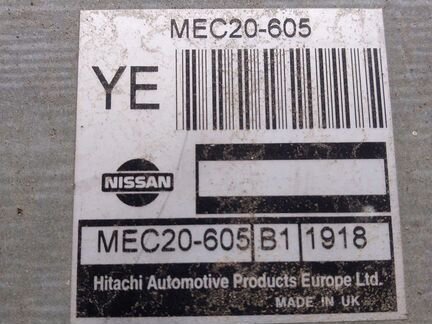 MEC20-605
YE
NISSAN
MEC20-605 B1 1918
Hitachi Automotive Products Europe Ltd.
MADE IN UK